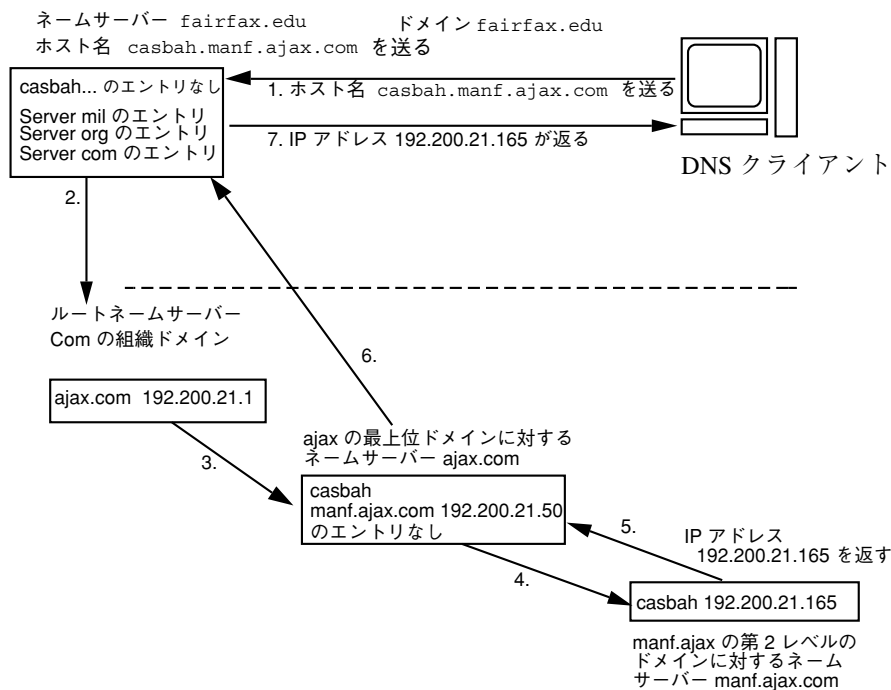 ネームサーバー fairfax.edu
ホスト名 casbah.manf.ajax.com を送る
ドメイン fairfax.edu
casbah... のエントリなし
Server mil のエントリ
Server org のエントリ
Server com のエントリ
1. ホスト名 casbah.manf.ajax.com を送る
7. IP アドレス 192.200.21.165 が返る
DNS クライアント
2.
ルートネームサーバー
Com の組織ドメイン
6.
ajax.com 192.200.21.1
3.
ajax の最上位ドメインに対する
ネームサーバー ajax.com
casbah
manf.ajax.com 192.200.21.50
のエントリなし
5.
IP アドレス
192.200.21.165 を返す
4.
casbah 192.200.21.165
manf.ajax の第 2 レベルの
ドメインに対するネーム
サーバー manf.ajax.com